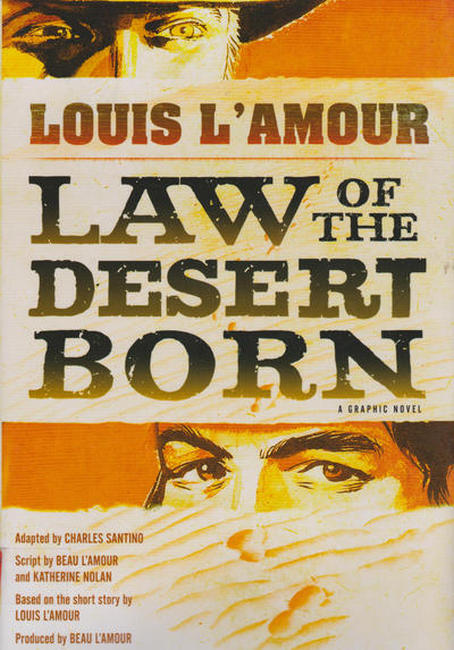 LOUIS L'AMOUR
LAW OF THE
DESERT
BORN
A GRAPHIC NOVEL
Adapted by CHARLES SANTINO
Script by BEAU L'AMOUR
and KATHERINE NOLAN
Based on the short story by
LOUIS L'AMOUR
Produced by BEAU L'AMOUR